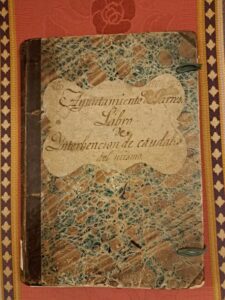 Ayuntamiento
Libro
de
Intervencion de caudales
del mismo